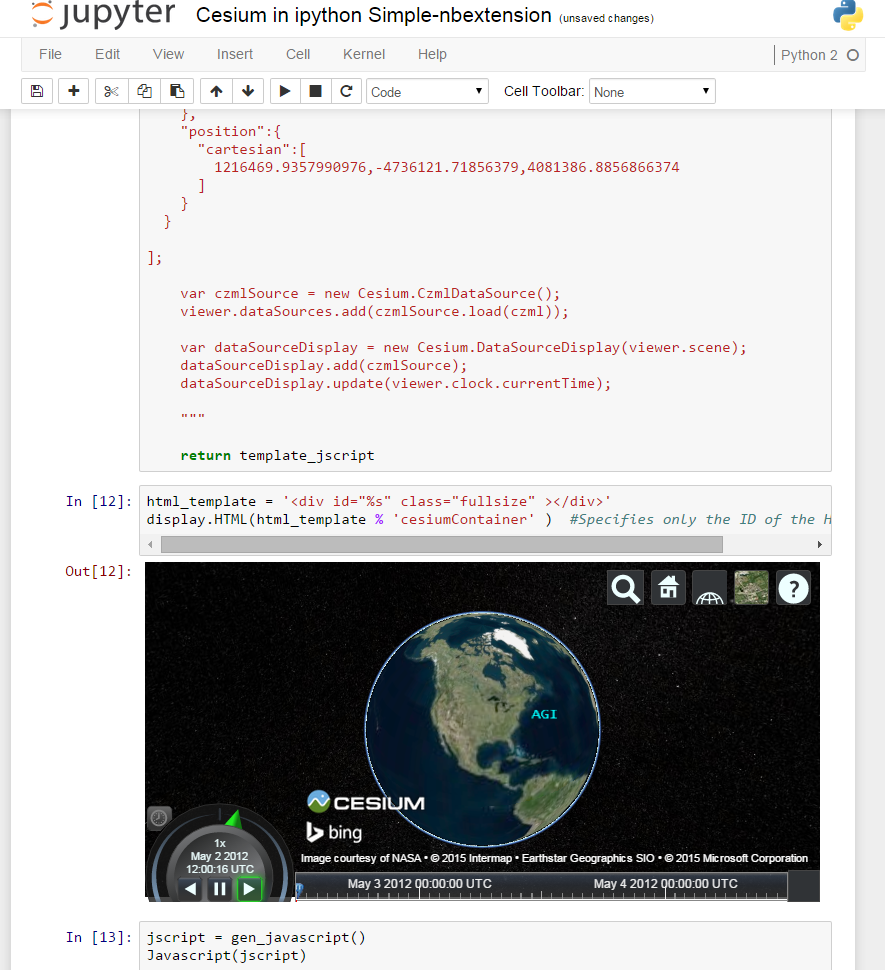 jupyter Cesium in ipython Simple-nbextension (unsaved changes)
File Edit View Insert Cell Kernel Help Python 2
Code Cell Toolbar: None
},
"position":{
"cartesian":[
1216469.9357990976,-4736121.71856379,4081386.8856866374
]
}
}
];
var czmlSource = new Cesium.CzmlDataSource();
viewer.dataSources.add(czmlSource.load(czml));
var dataSourceDisplay = new Cesium.DataSourceDisplay(viewer.scene);
dataSourceDisplay.add(czmlSource);
dataSourceDisplay.update(viewer.clock.currentTime);
"""
return template_jscript
In [12]: html_template = '<div id="%s" class="fullsize" ></div>'
display.HTML(html_template % 'cesiumContainer' ) #Specifies only the ID of the H
Out[12]:
?
AGI
CESIUM
bing
Image courtesy of NASA • © 2015 Intermap • Earthstar Geographics SIO • © 2015 Microsoft Corporation
1x
May 2 2012
12:00:16 UTC
May 3 2012 00:00:00 UTC May 4 2012 00:00:00 UTC
In [13]: jscript = gen_javascript()
Javascript(jscript)